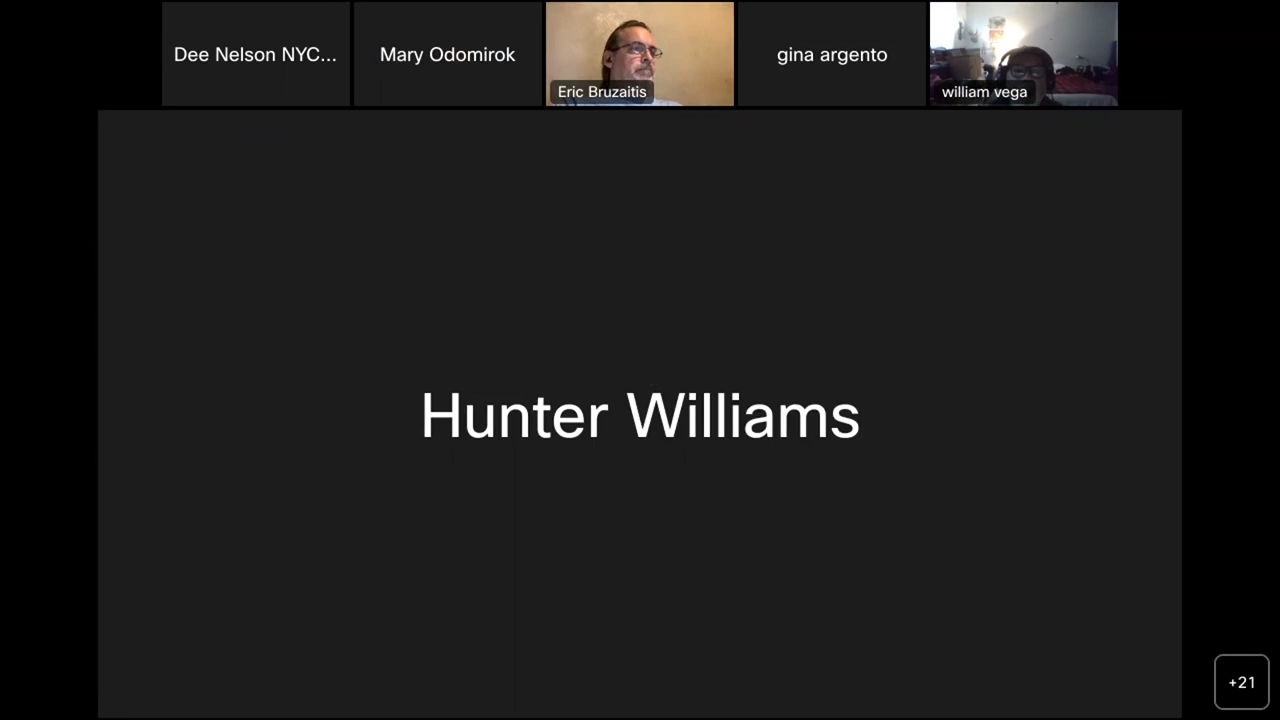 Dee Nelson NYC...
Mary Odomirok
Eric Bruzaitis
gina argento
william vega
Hunter Williams
+21